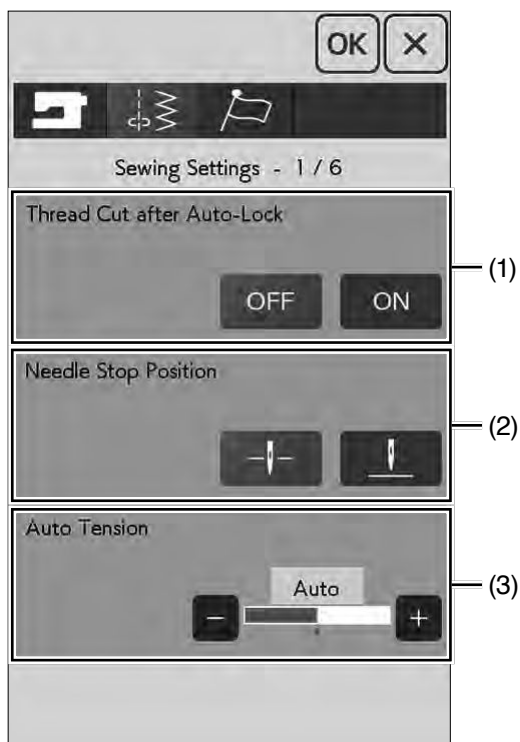 OK ×
Sewing Settings - 1 / 6
Thread Cut after Auto-Lock
(1)
OFF ON
Needle Stop Position
(2)
Auto Tension
Auto
(3)
− +